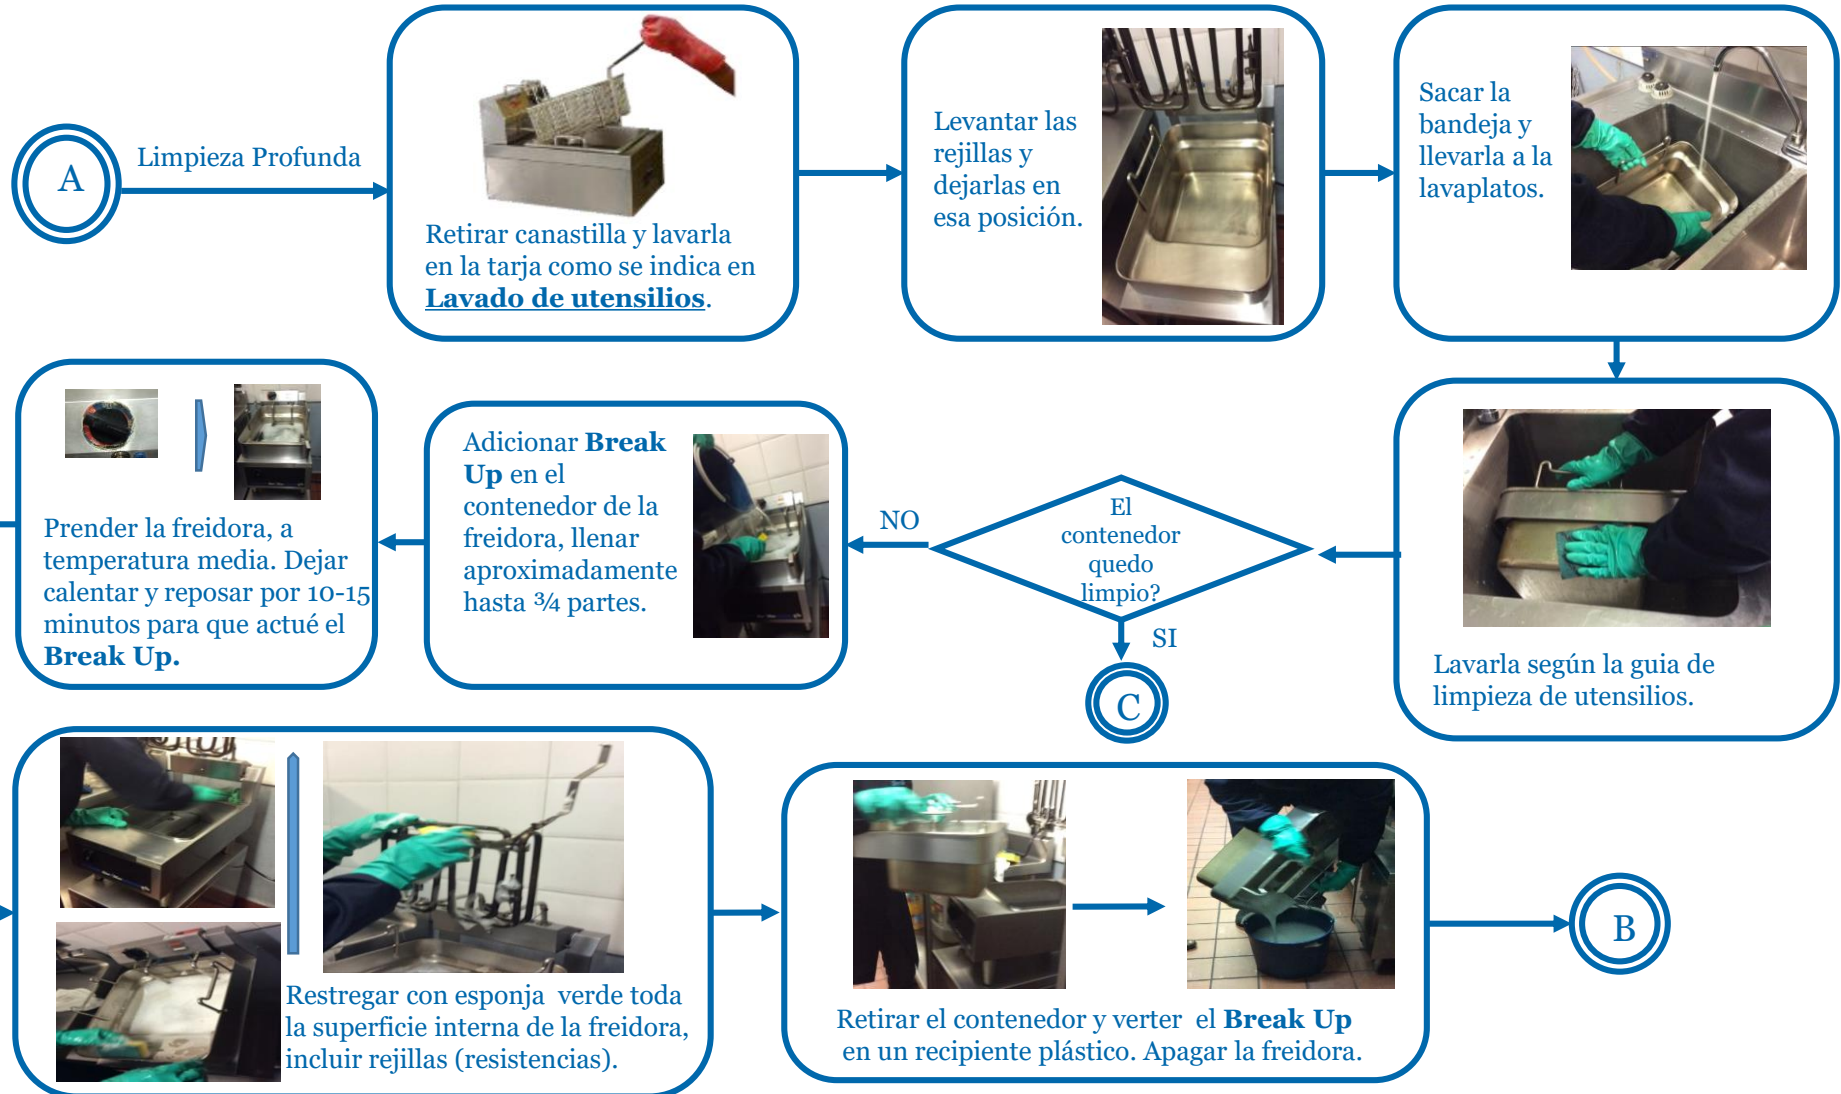 A
Limpieza Profunda
Retirar canastilla y lavarla
en la tarja como se indica en
Lavado de utensilios.
Levantar las
rejillas y
dejarlas en
esa posición.
Sacar la
bandeja y
llevarla a la
lavaplatos.
Lavarla según la guia de
limpieza de utensilios.
El
contenedor
quedo
limpio?
NO
SI
C
Adicionar Break
Up en el
contenedor de la
freidora, llenar
aproximadamente
hasta ¾ partes.
Prender la freidora, a
temperatura media. Dejar
calentar y reposar por 10-15
minutos para que actué el
Break Up.
Restregar con esponja verde toda
la superficie interna de la freidora,
incluir rejillas (resistencias).
Retirar el contenedor y verter el Break Up
en un recipiente plástico. Apagar la freidora.
B